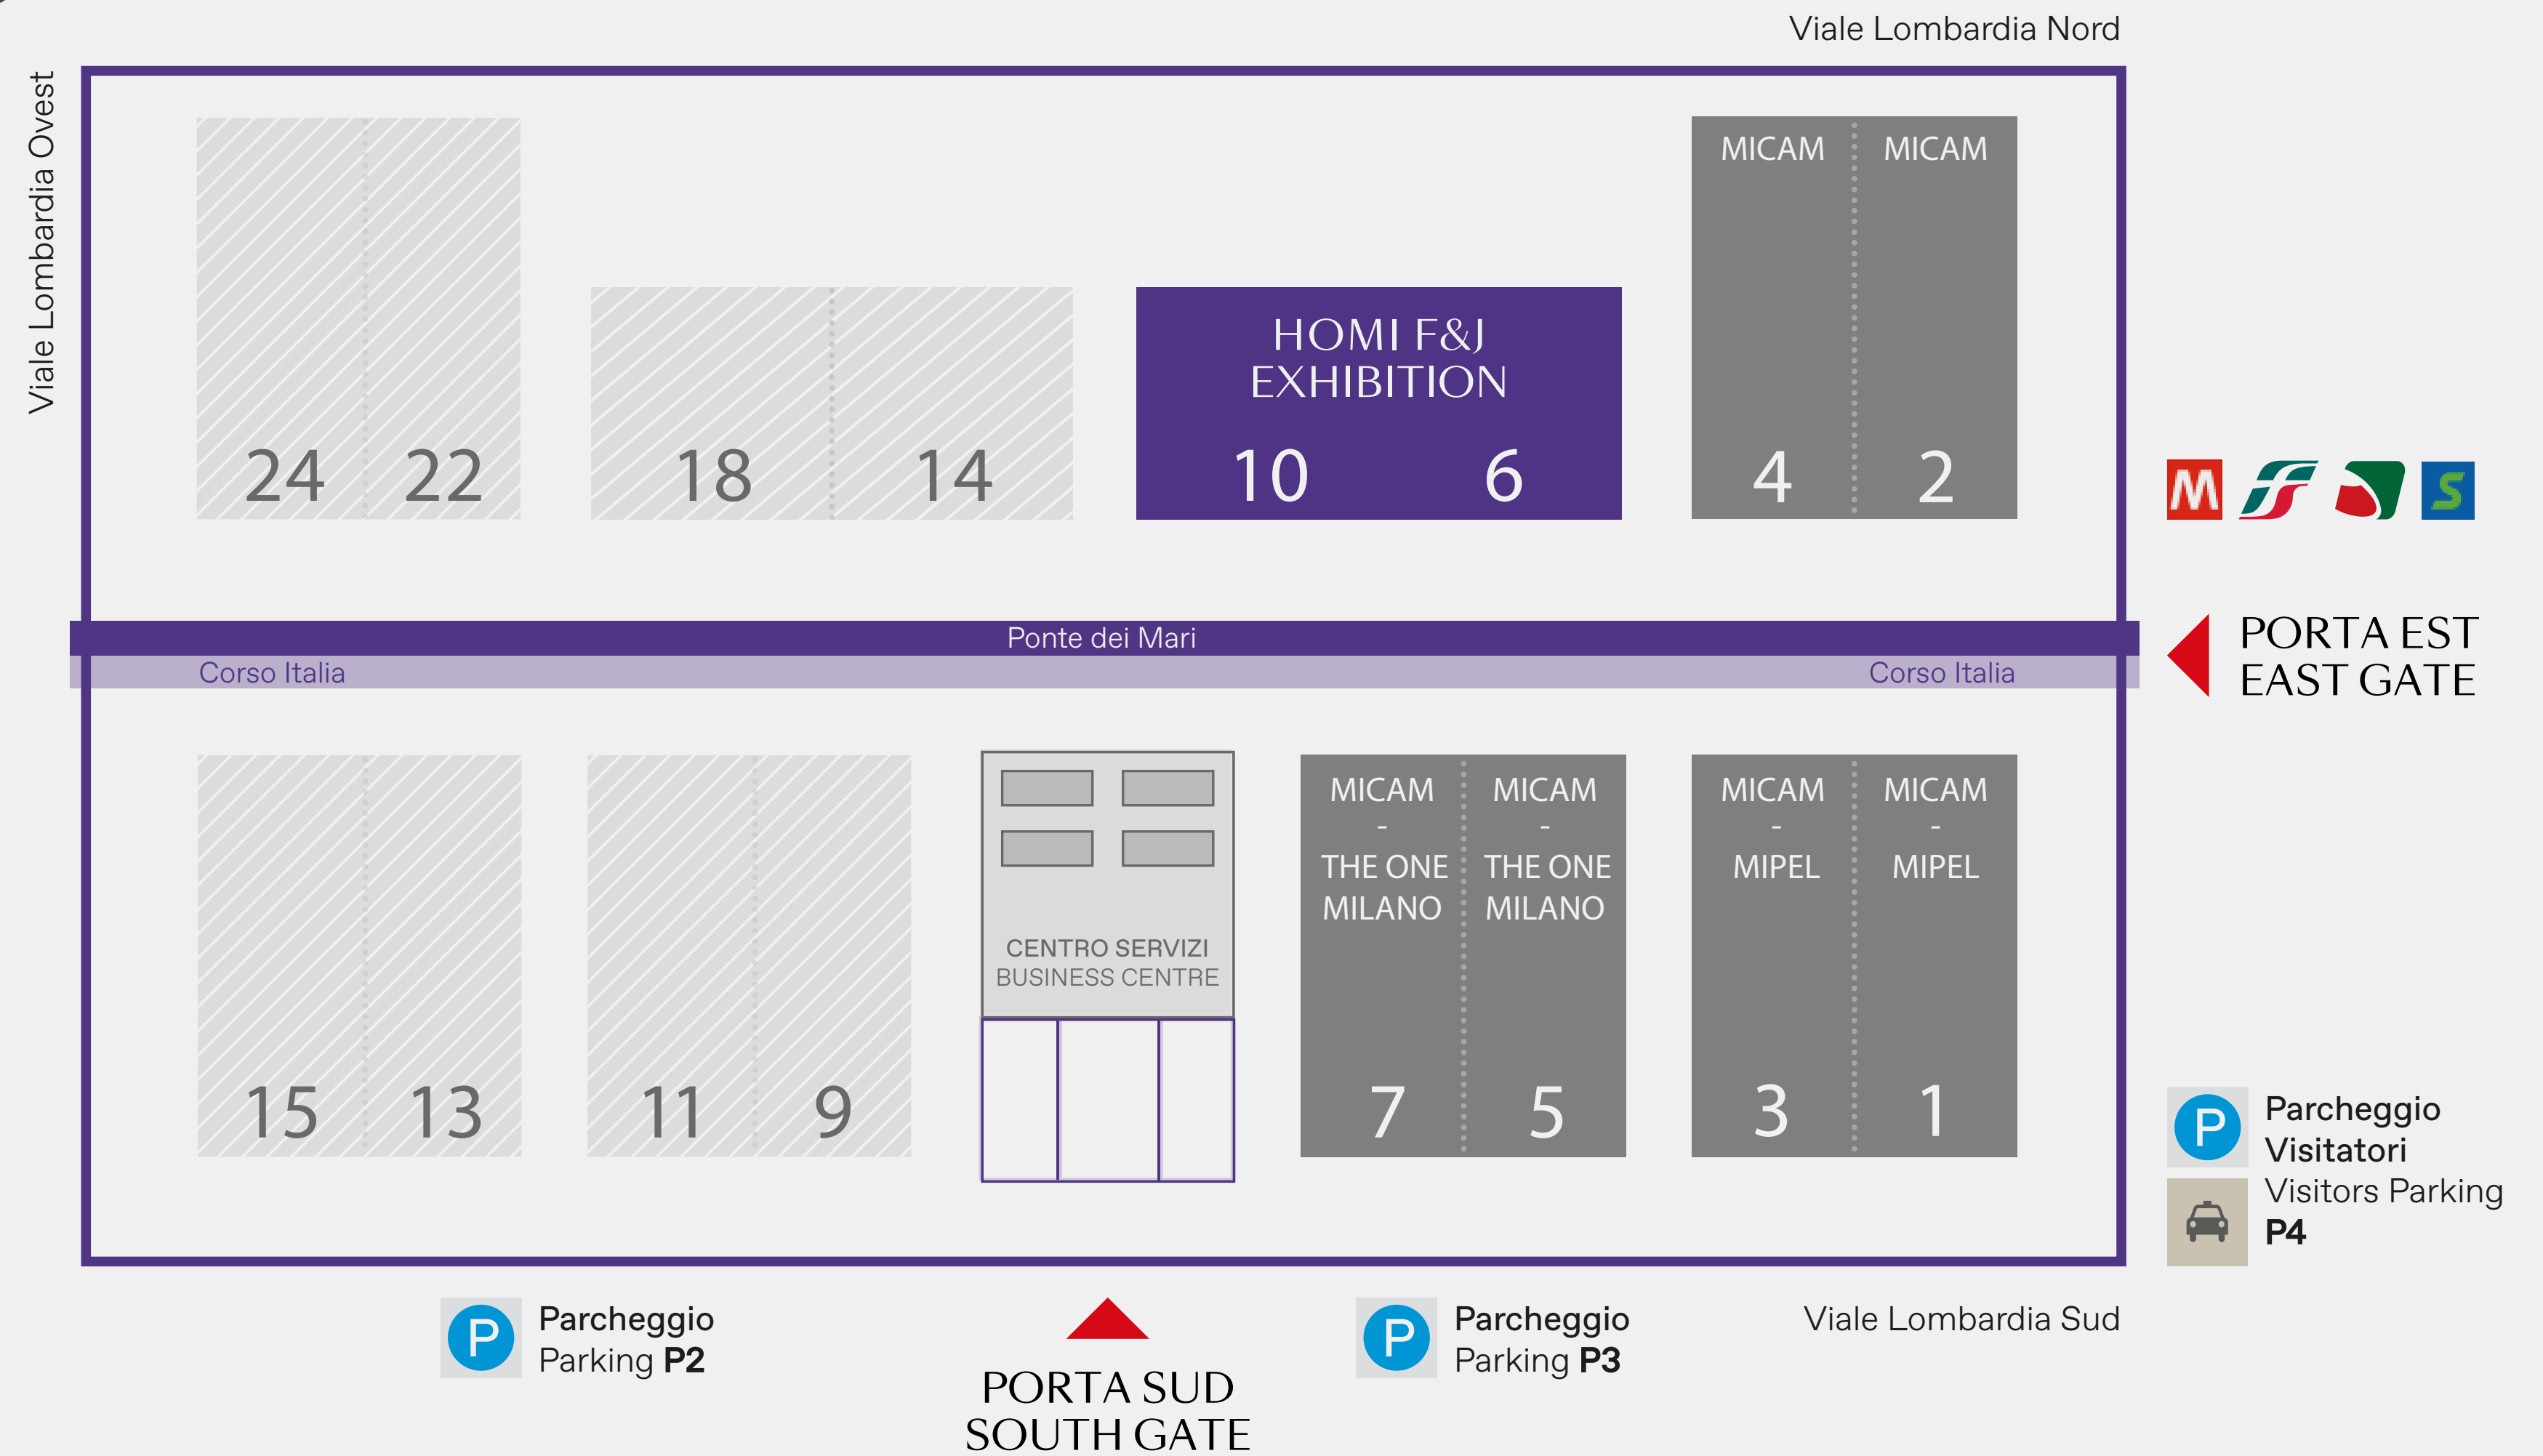 Viale Lombardia Nord
Viale Lombardia Ovest
MICAM
MICAM
HOMI F&J
EXHIBITION
24
22
18
14
10
6
4
2
M
S
Ponte dei Mari
Corso Italia
Corso Italia
PORTA EST
EAST GATE
MICAM
-
THE ONE
MILANO
MICAM
-
THE ONE
MILANO
MICAM
-
MIPEL
MICAM
-
MIPEL
CENTRO SERVIZI
BUSINESS CENTRE
15
13
11
9
7
5
3
1
P
Parcheggio
Visitatori
Visitors Parking
P4
P
Parcheggio
Parking P2
PORTA SUD
SOUTH GATE
P
Parcheggio
Parking P3
Viale Lombardia Sud